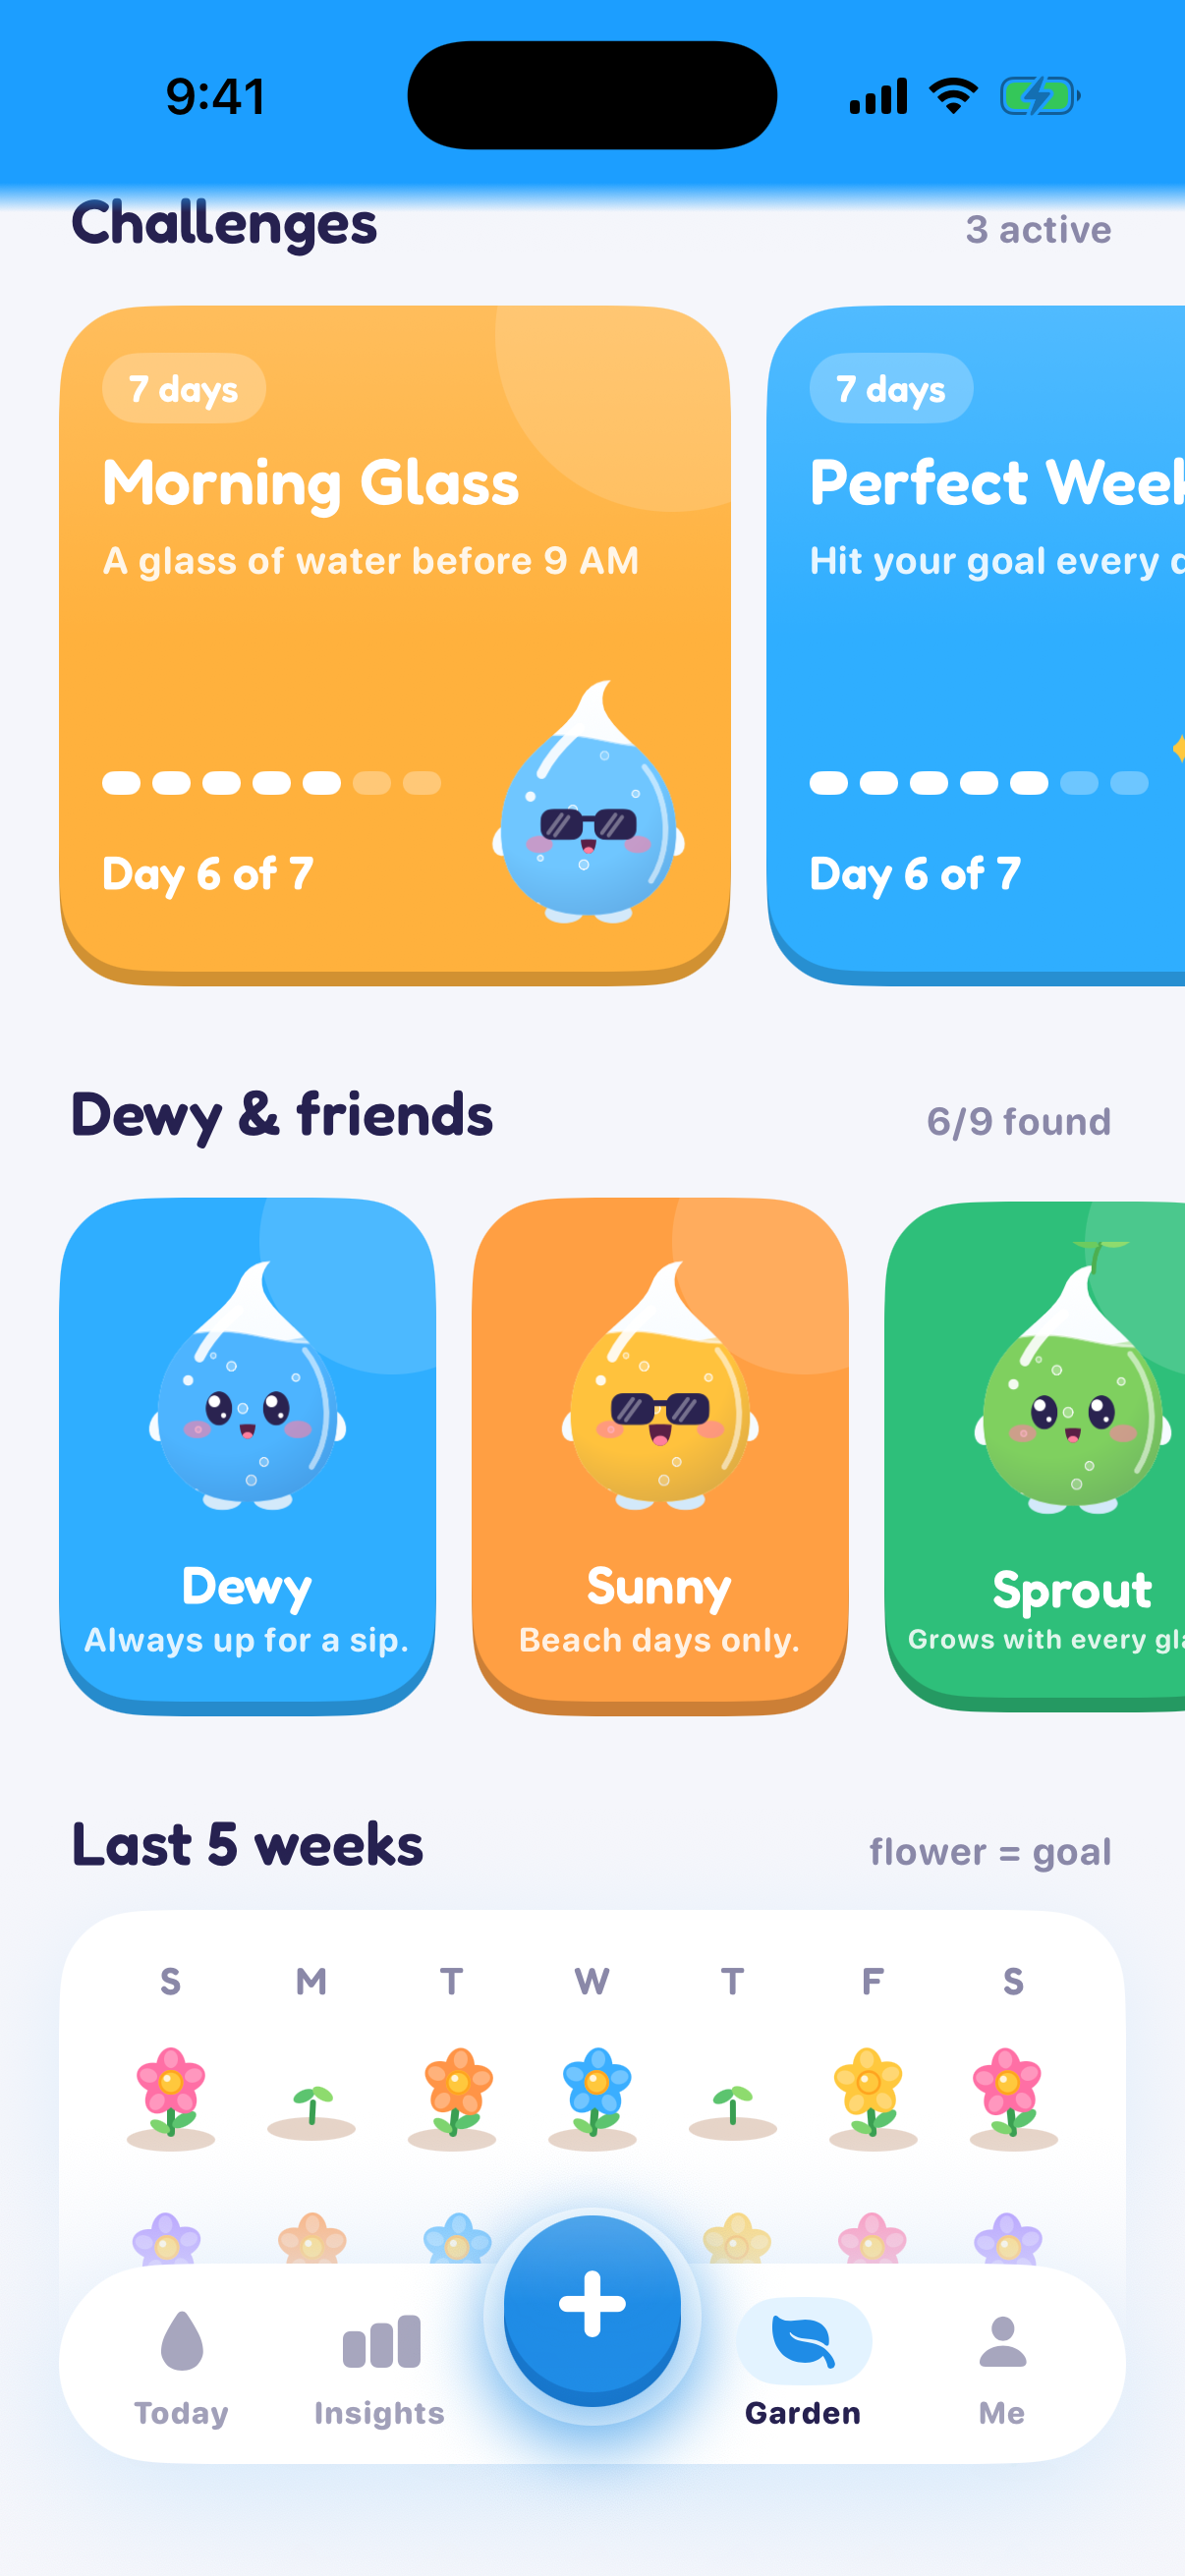 9:41
Challenges
3 active
7 days
Morning Glass
A glass of water before 9 AM
Day 6 of 7
7 days
Perfect Week
Hit your goal every
Day 6 of 7
Dewy & friends
6/9 found
Dewy
Always up for a sip.
Sunny
Beach days only.
Sprout
Grows with every
Last 5 weeks
flower = goal
S M T W T F S
Today
Insights
Garden
Me